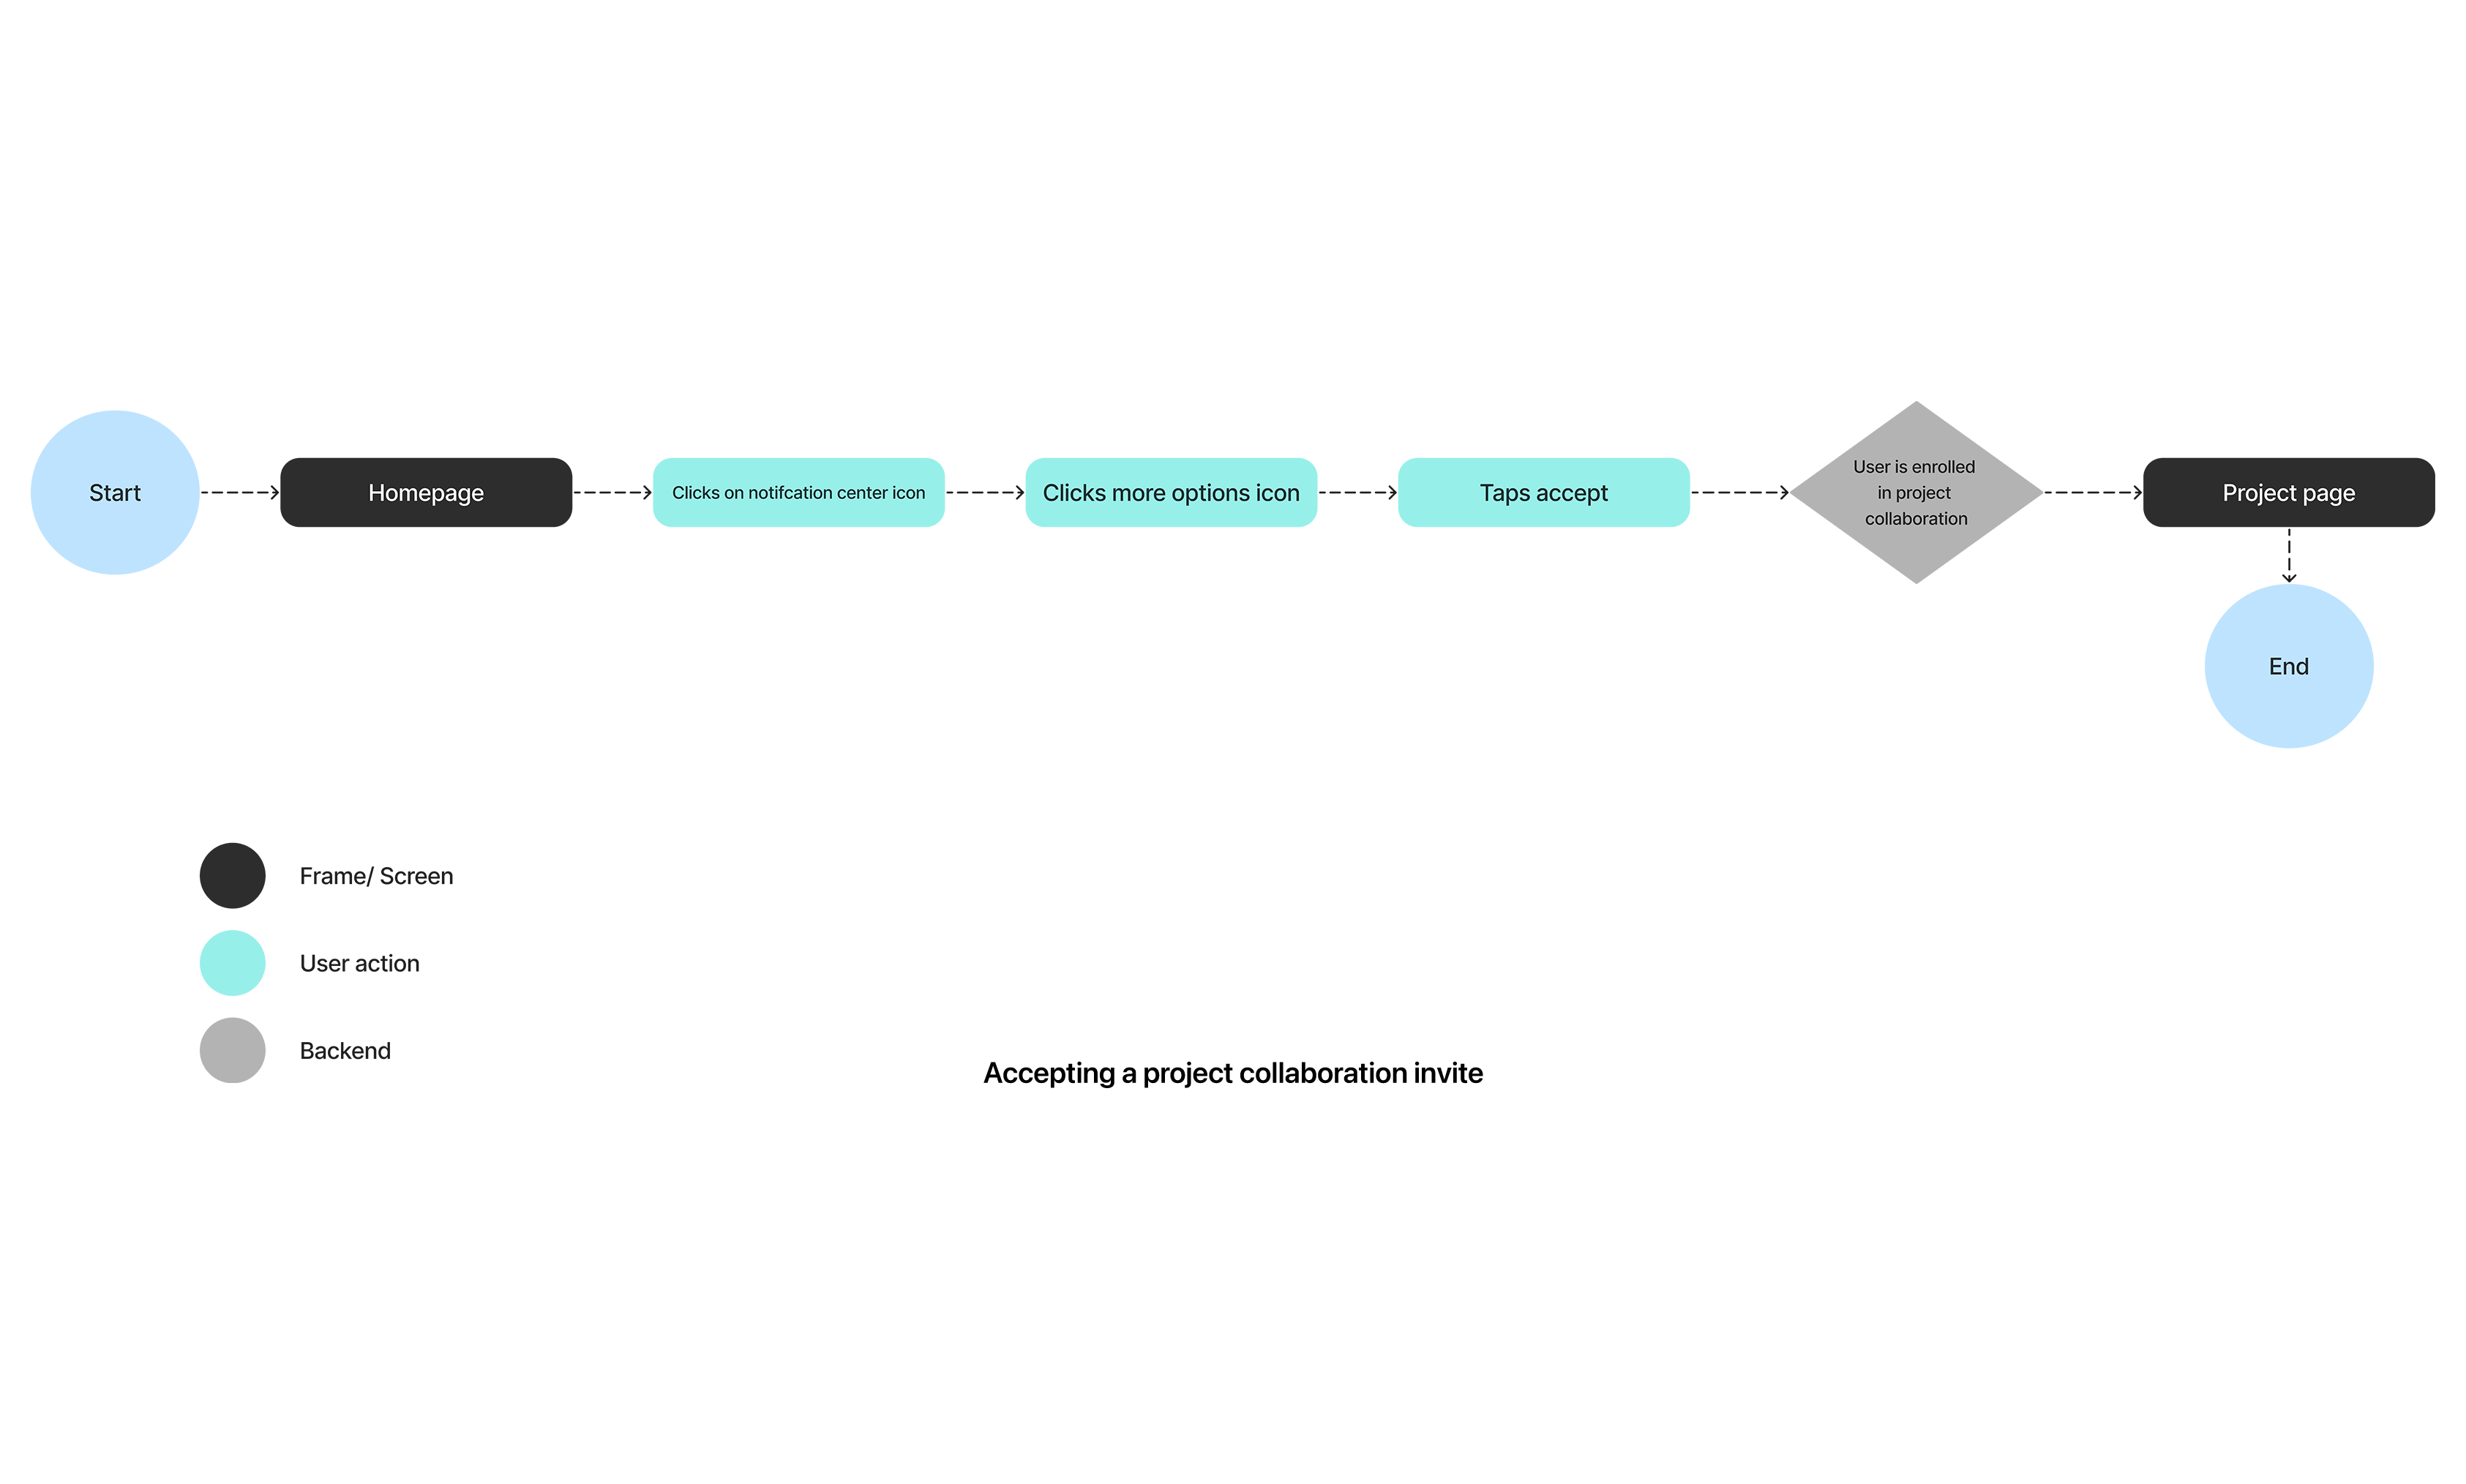 Start
Homepage
Clicks on notifcation center icon
Clicks more options icon
Taps accept
User is enrolled
in project
collaboration
Project page
End
Frame/ Screen
User action
Backend
Accepting a project collaboration invite